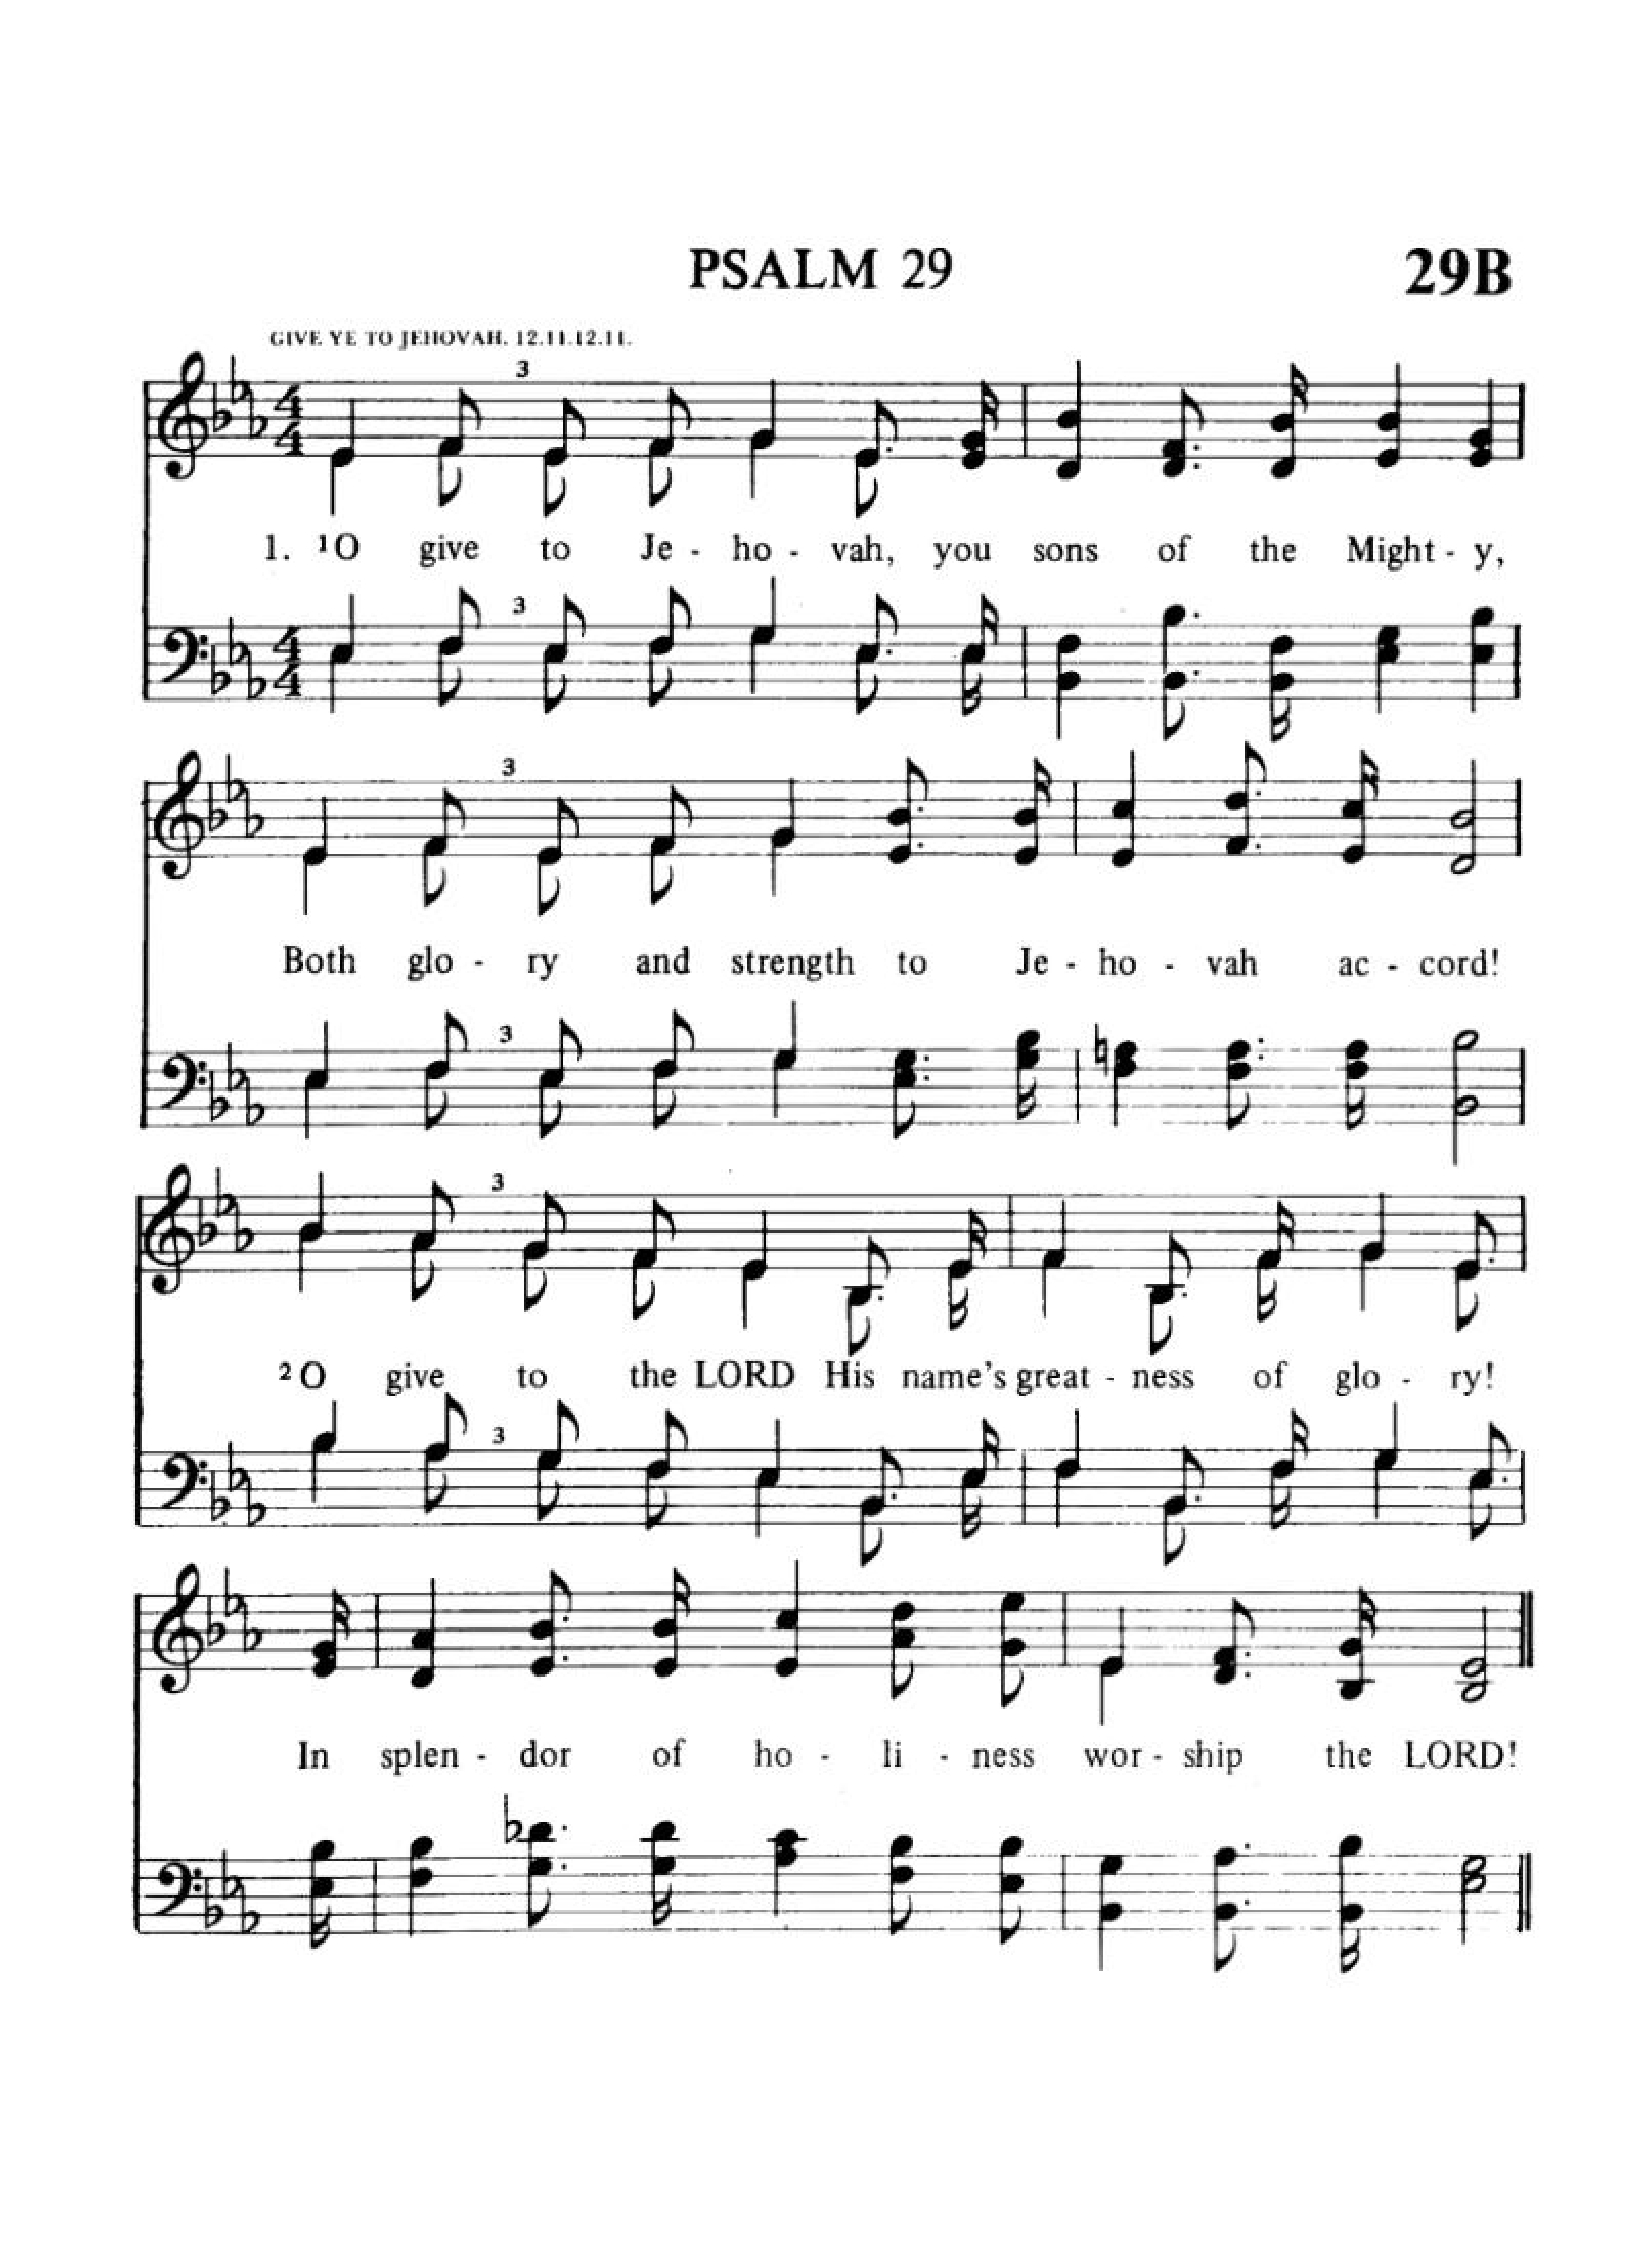 PSALM 29 29B
GIVE YE TO JEHOVAH. 12.11.12.11.
3
1. ¹O give to Je - ho - vah, you sons of the Might - y,
3
3
Both glo - ry and strength to Je - ho - vah ac - cord!
3
3
²O give to the LORD His name's great - ness of glo - ry!
3
In splen - dor of ho - li - ness wor - ship the LORD!